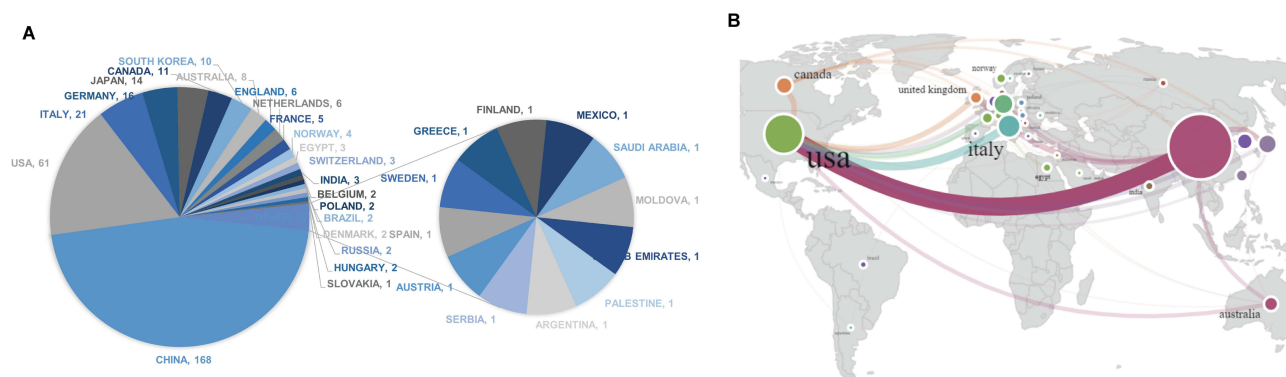 A
SOUTH KOREA, 10
CANADA, 11
AUSTRALIA, 8
JAPAN, 14
ENGLAND, 6
GERMANY, 16
NETHERLANDS, 6
ITALY, 21
FRANCE, 5
NORWAY, 4
EGYPT, 3
USA, 61
SWITZERLAND, 3
INDIA, 3
BELGIUM, 2
POLAND, 2
BRAZIL, 2
DENMARK, 2
RUSSIA, 2
HUNGARY, 2
SLOVAKIA, 1
CHINA, 168
FINLAND, 1
MEXICO, 1
GREECE, 1
SAUDI ARABIA, 1
SWEDEN, 1
MOLDOVA, 1
SPAIN, 1
B EMIRATES, 1
AUSTRIA, 1
PALESTINE, 1
SERBIA, 1
ARGENTINA, 1
B
canada
norway
united kingdom
usa
italy
egypt
india
brazil
australia